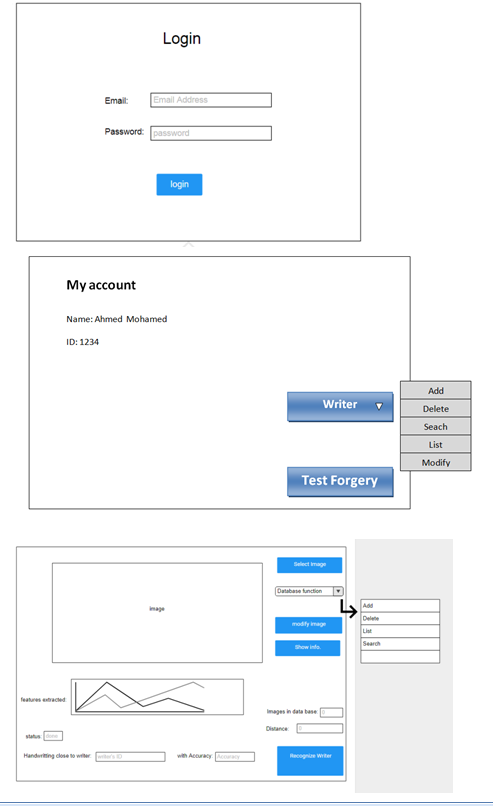 Login
Email: Email Address
Password: password
login
My account
Name: Ahmed Mohamed
ID: 1234
Writer
Add
Delete
Seach
List
Modify
Test Forgery
Select image
image
Database function
Add
Delete
List
Search
modify image
Show info.
features extracted:
Images in data base: 0
Distance: 0
status: done
Handwritting close to writer: writer's ID with Accuracy: Accuracy
Recognize Writer